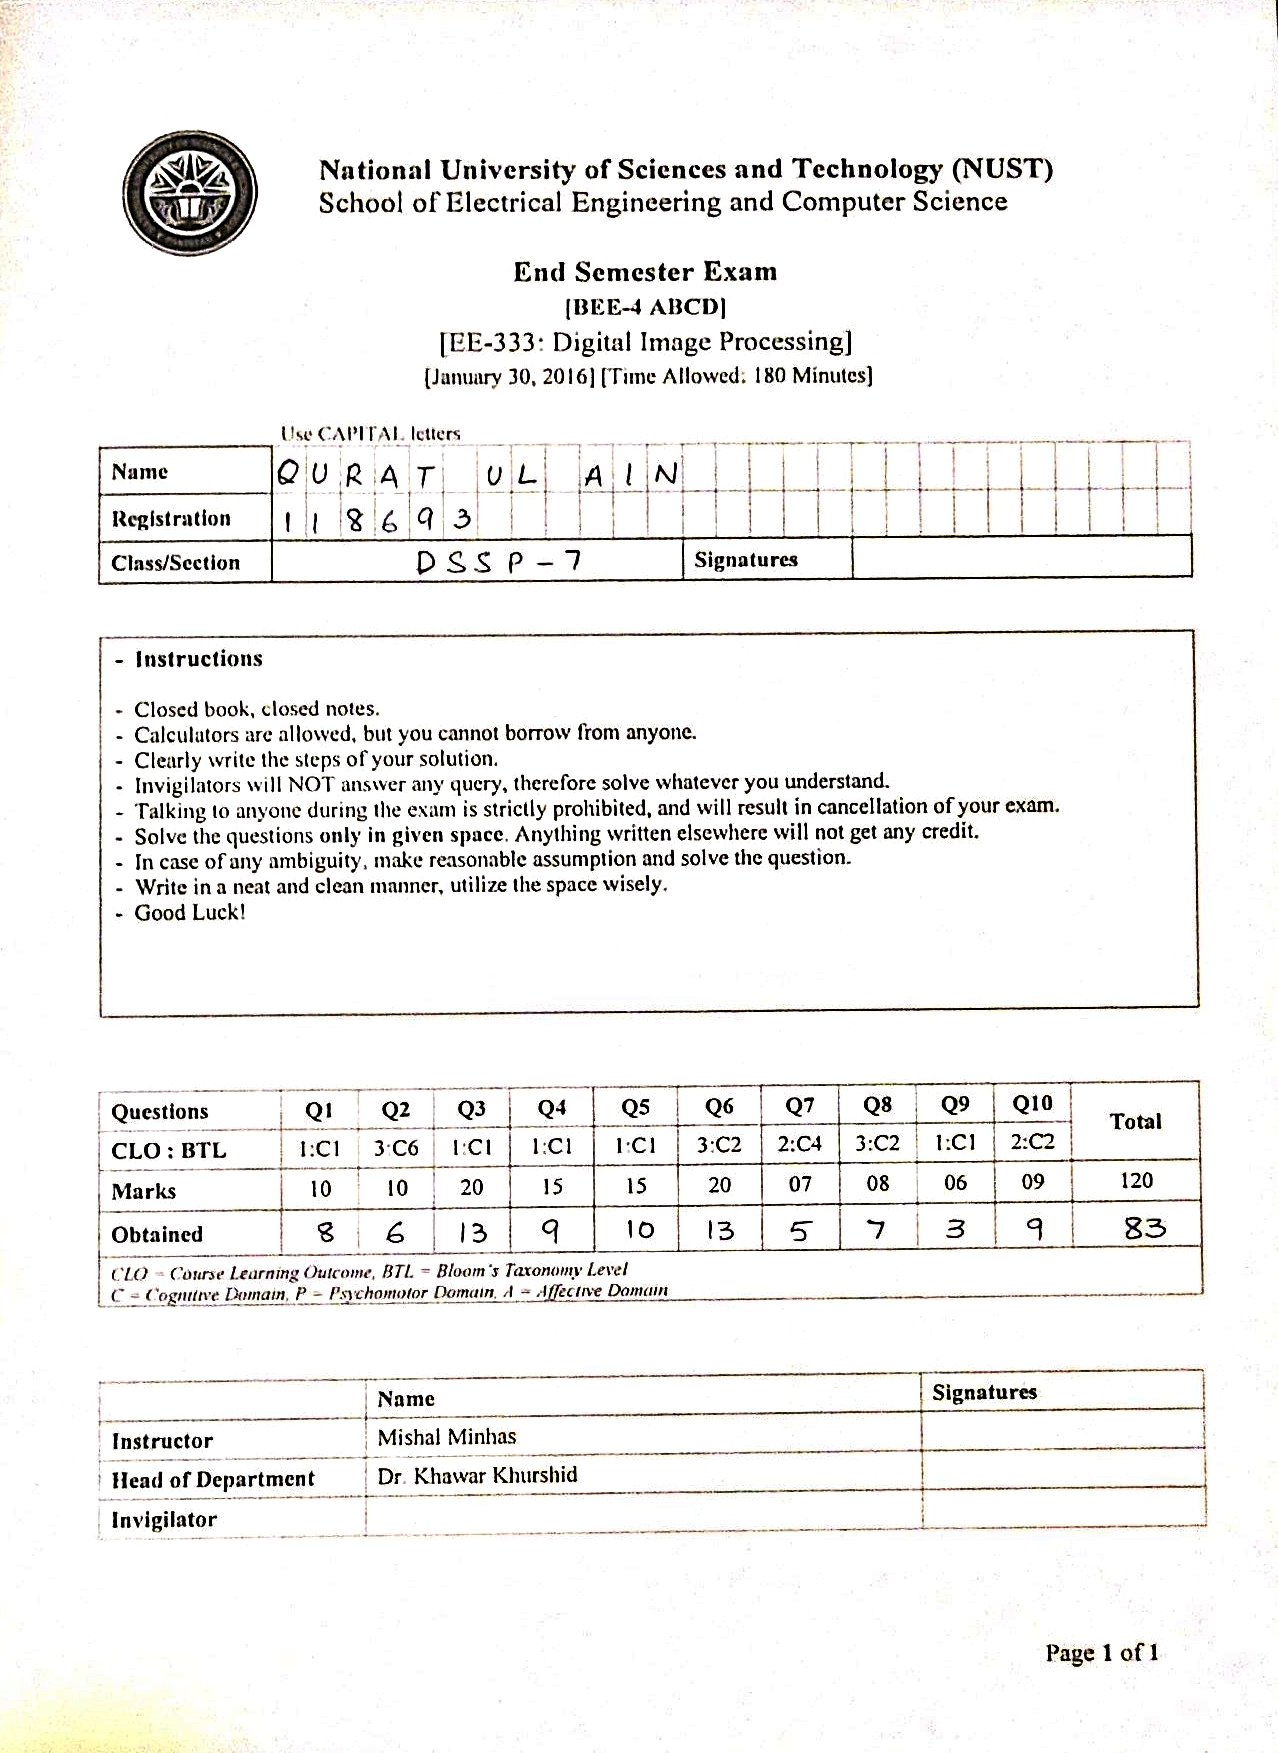 National University of Sciences and Technology (NUST)
School of Electrical Engineering and Computer Science
End Semester Exam
[BEE-4 ABCD]
[EE-333: Digital Image Processing]
[January 30, 2016] [Time Allowed: 180 Minutes]
Use CAPITAL letters
Name QURAT UL AIN
Registration 118693
Class/Section DSSP-7 Signatures
- Instructions
- Closed book, closed notes.
- Calculators are allowed, but you cannot borrow from anyone.
- Clearly write the steps of your solution.
- Invigilators will NOT answer any query, therefore solve whatever you understand.
- Talking to anyone during the exam is strictly prohibited, and will result in cancellation of your exam.
- Solve the questions only in given space. Anything written elsewhere will not get any credit.
- In case of any ambiguity, make reasonable assumption and solve the question.
- Write in a neat and clean manner, utilize the space wisely.
- Good Luck!
Questions Q1 Q2 Q3 Q4 Q5 Q6 Q7 Q8 Q9 Q10 Total
CLO : BTL 1:C1 3:C6 1:C1 1:C1 1:C1 3:C2 2:C4 3:C2 1:C1 2:C2
Marks 10 10 20 15 15 20 07 08 06 09 120
Obtained 8 6 13 9 10 13 5 7 3 9 83
CLO = Course Learning Outcome, BTL = Bloom's Taxonomy Level
C = Cognitive Domain, P = Psychomotor Domain, A = Affective Domain
Name Signatures
Instructor Mishal Minhas
Head of Department Dr. Khawar Khurshid
Invigilator
Page 1 of 1